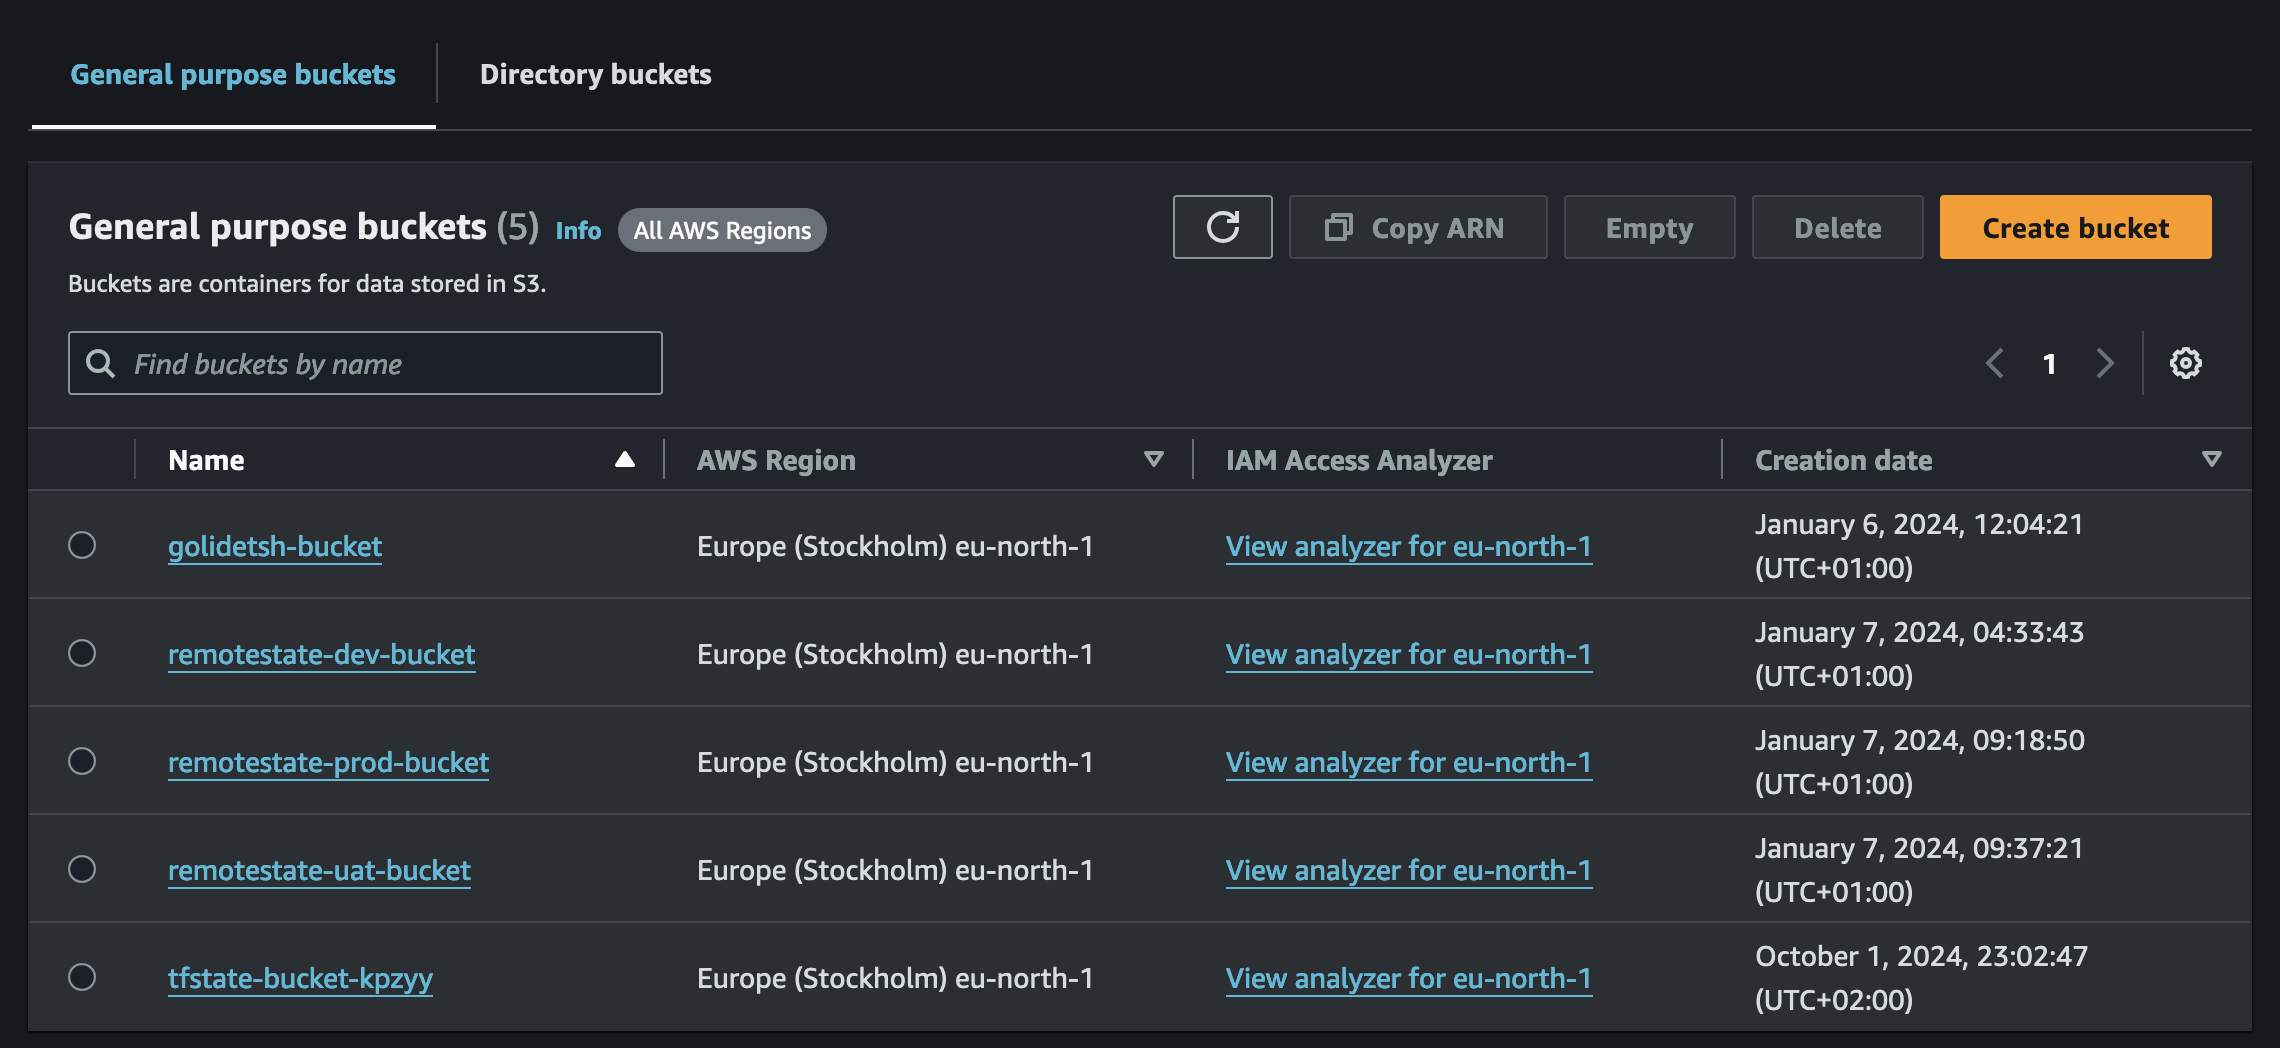 General purpose buckets
Directory buckets
General purpose buckets (5) Info All AWS Regions
Copy ARN
Empty
Delete
Create bucket
Buckets are containers for data stored in S3.
Find buckets by name
1
Name AWS Region IAM Access Analyzer Creation date
golidetsh-bucket Europe (Stockholm) eu-north-1 View analyzer for eu-north-1 January 6, 2024, 12:04:21
(UTC+01:00)
remotestate-dev-bucket Europe (Stockholm) eu-north-1 View analyzer for eu-north-1 January 7, 2024, 04:33:43
(UTC+01:00)
remotestate-prod-bucket Europe (Stockholm) eu-north-1 View analyzer for eu-north-1 January 7, 2024, 09:18:50
(UTC+01:00)
remotestate-uat-bucket Europe (Stockholm) eu-north-1 View analyzer for eu-north-1 January 7, 2024, 09:37:21
(UTC+01:00)
tfstate-bucket-kpzyy Europe (Stockholm) eu-north-1 View analyzer for eu-north-1 October 1, 2024, 23:02:47
(UTC+02:00)